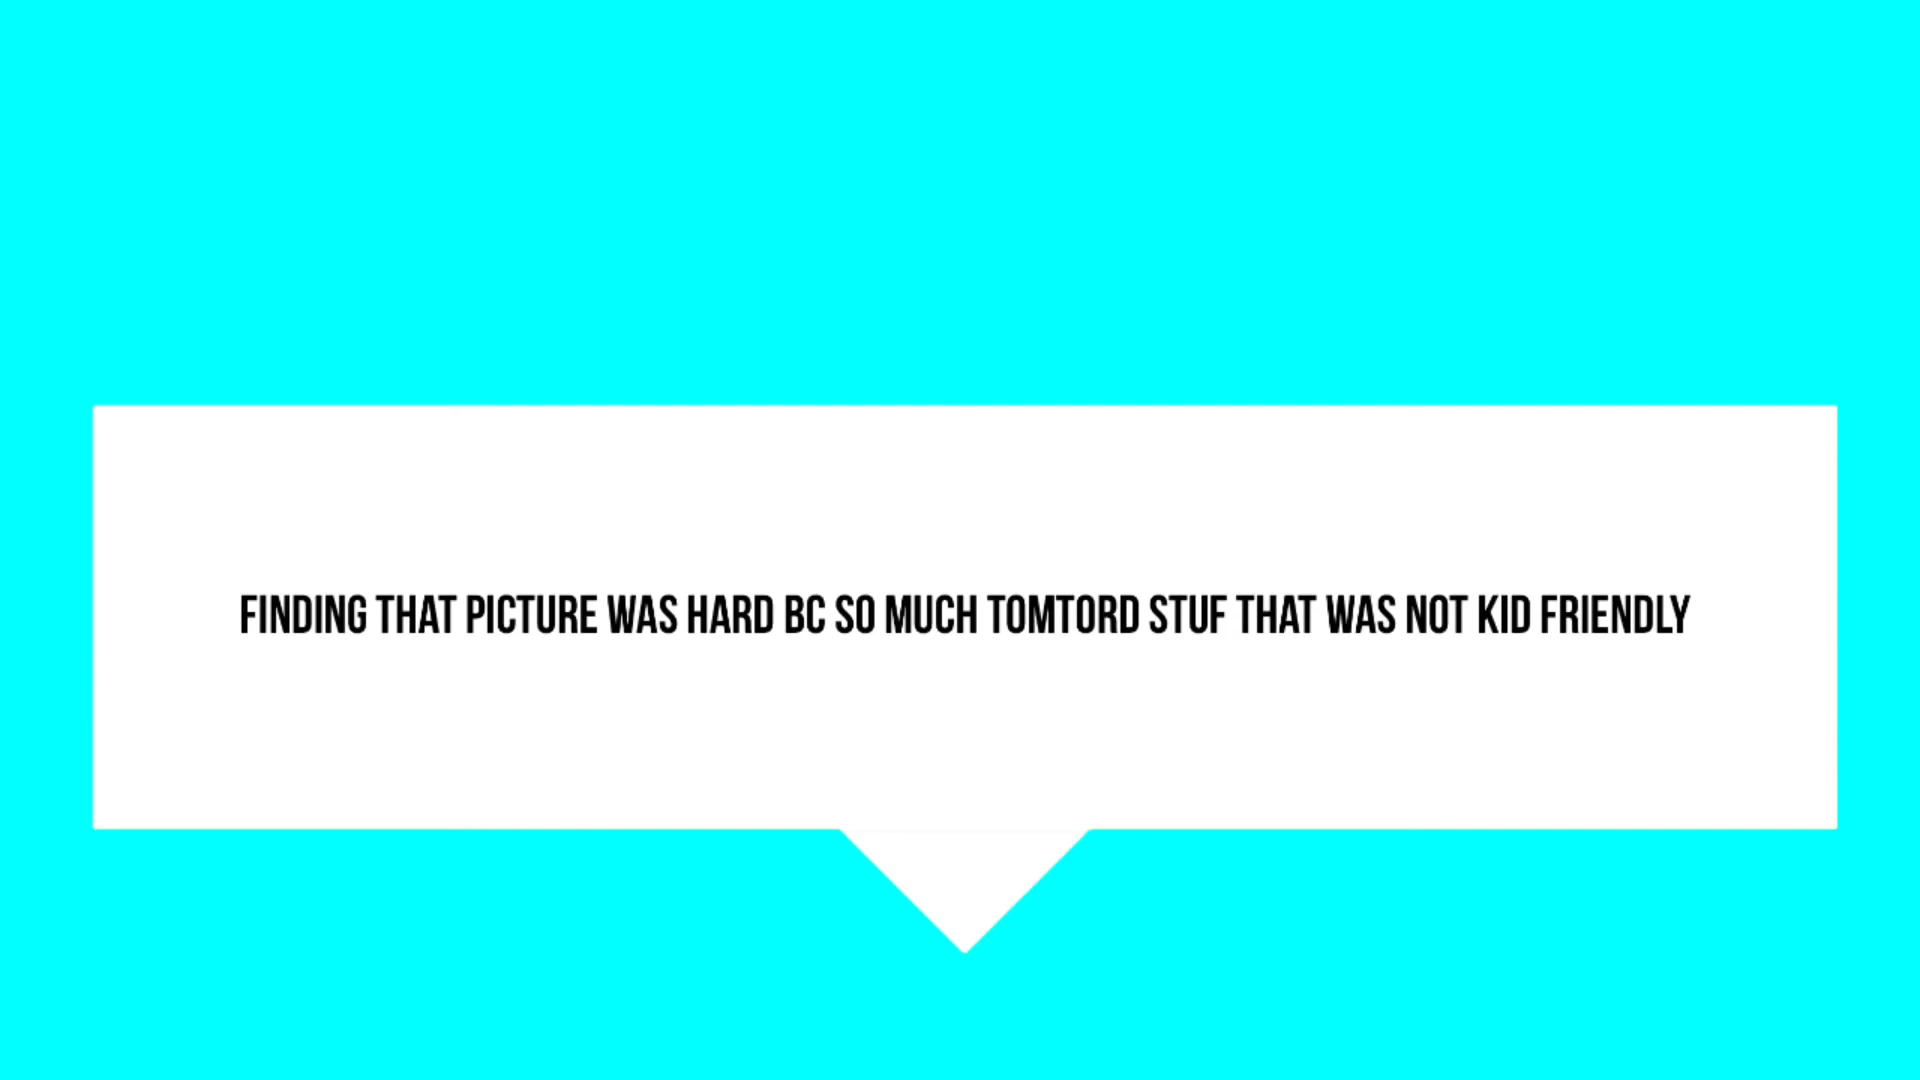 FINDING THAT PICTURE WAS HARD BC SO MUCH TOMTORD STUF THAT WAS NOT KID FRIENDLY